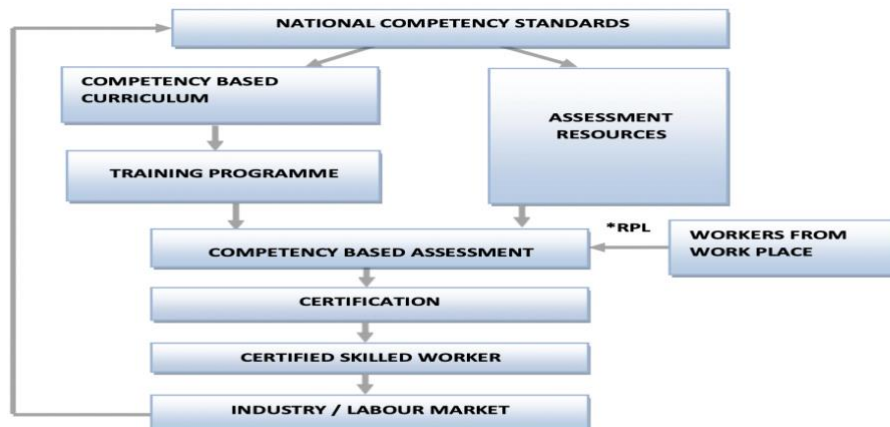 NATIONAL COMPETENCY STANDARDS
COMPETENCY BASED
CURRICULUM
ASSESSMENT
RESOURCES
TRAINING PROGRAMME
*RPL
WORKERS FROM
WORK PLACE
COMPETENCY BASED ASSESSMENT
CERTIFICATION
CERTIFIED SKILLED WORKER
INDUSTRY / LABOUR MARKET